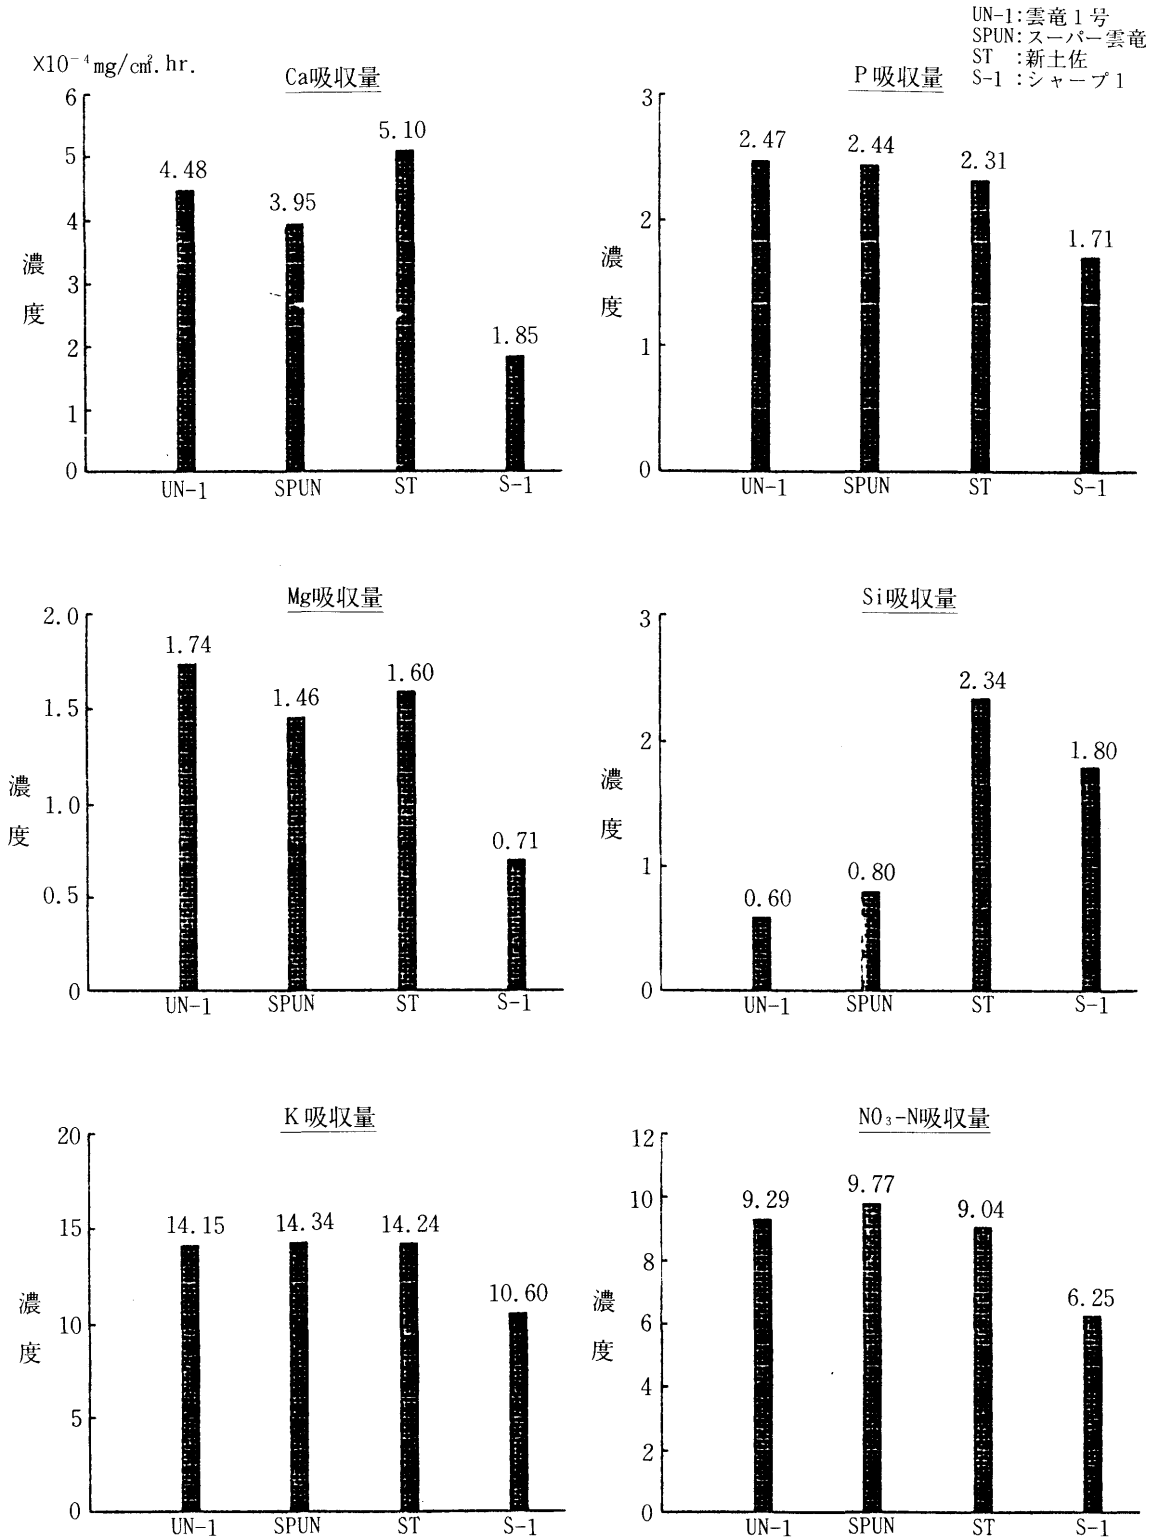 UN-1:雲竜1号
SPUN:スーパー雲竜
ST :新土佐
S-1 :シャープ1
×10⁻⁴mg/c㎡.hr.
Ca吸収量
6
5
4
3
2
1
0
濃度
4.48
3.95
5.10
1.85
UN-1 SPUN ST S-1
P吸収量
3
2
1
0
濃度
2.47
2.44
2.31
1.71
UN-1 SPUN ST S-1
Mg吸収量
2.0
1.5
1.0
0.5
0
濃度
1.74
1.46
1.60
0.71
UN-1 SPUN ST S-1
Si吸収量
3
2
1
0
濃度
0.60
0.80
2.34
1.80
UN-1 SPUN ST S-1
K吸収量
20
15
10
5
0
濃度
14.15
14.34
14.24
10.60
UN-1 SPUN ST S-1
NO₃-N吸収量
12
10
8
6
4
2
0
濃度
9.29
9.77
9.04
6.25
UN-1 SPUN ST S-1